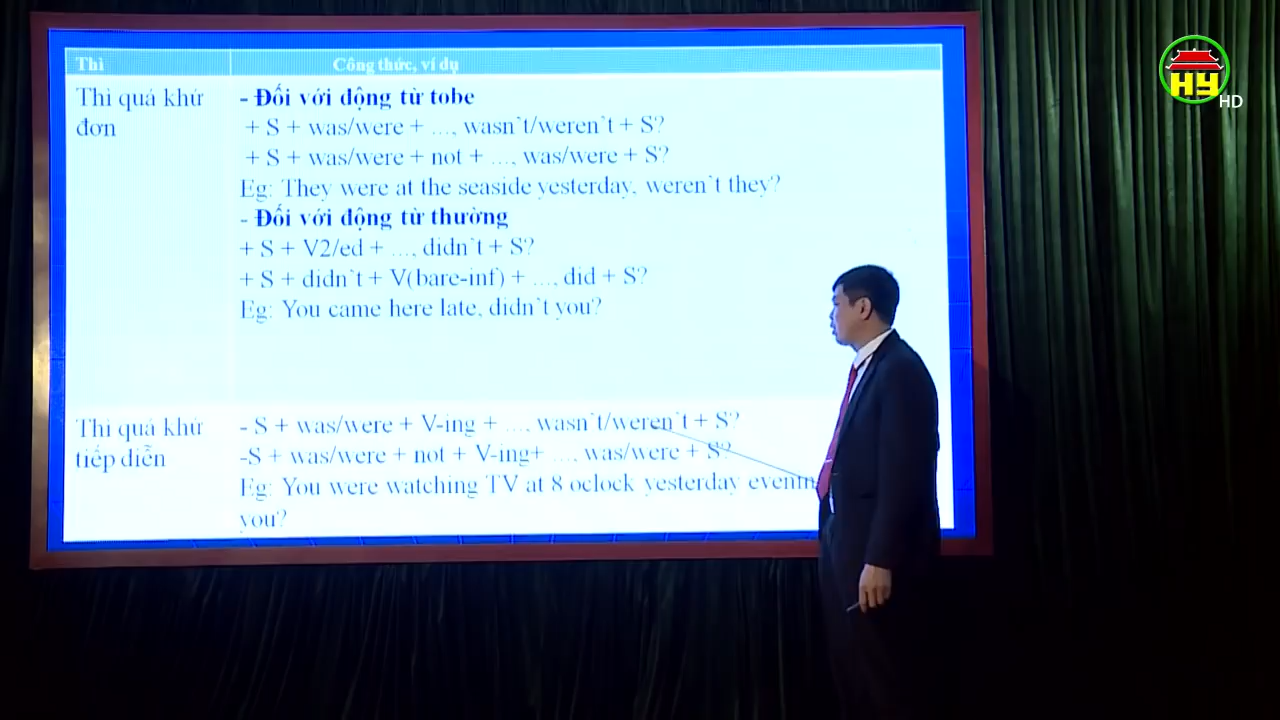 Thì
Công thức, ví dụ
Thì quá khứ
đơn
- Đối với động từ tobe
+ S + was/were + ..., wasn`t/weren`t + S?
+ S + was/were + not + ..., was/were + S?
Eg: They were at the seaside yesterday, weren`t they?
- Đối với động từ thường
+ S + V2/ed + ..., didn`t + S?
+ S + didn`t + V(bare-inf) + ..., did + S?
Eg: You came here late, didn`t you?
Thì quá khứ
tiếp diễn
- S + was/were + V-ing + ..., wasn`t/weren`t + S?
-S + was/were + not + V-ing+ ..., was/were + S?
Eg: You were watching TV at 8 oclock yesterday
you?
HY
HD